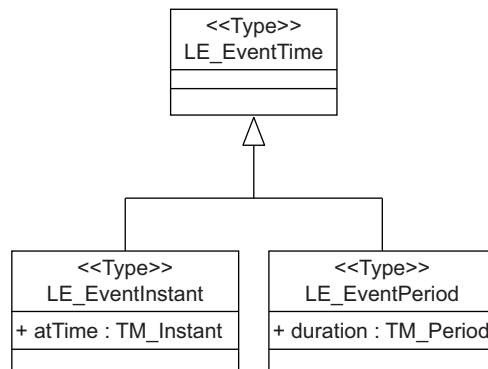 <<Type>>
LE_EventTime
<<Type>>
LE_EventInstant
+ atTime : TM_Instant
<<Type>>
LE_EventPeriod
+ duration : TM_Period